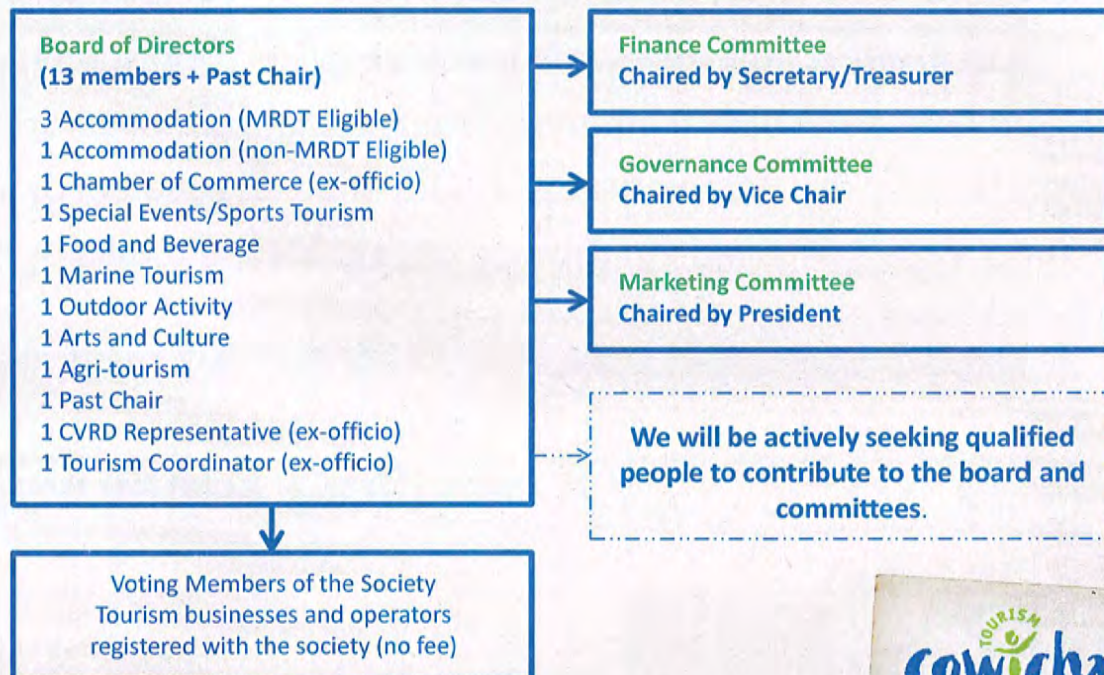 Board of Directors
(13 members + Past Chair)
3 Accommodation (MRDT Eligible)
1 Accommodation (non-MRDT Eligible)
1 Chamber of Commerce (ex-officio)
1 Special Events/Sports Tourism
1 Food and Beverage
1 Marine Tourism
1 Outdoor Activity
1 Arts and Culture
1 Agri-tourism
1 Past Chair
1 CVRD Representative (ex-officio)
1 Tourism Coordinator (ex-officio)
Voting Members of the Society
Tourism businesses and operators
registered with the society (no fee)
Finance Committee
Chaired by Secretary/Treasurer
Governance Committee
Chaired by Vice Chair
Marketing Committee
Chaired by President
We will be actively seeking qualified
people to contribute to the board and
committees.
TOURISM